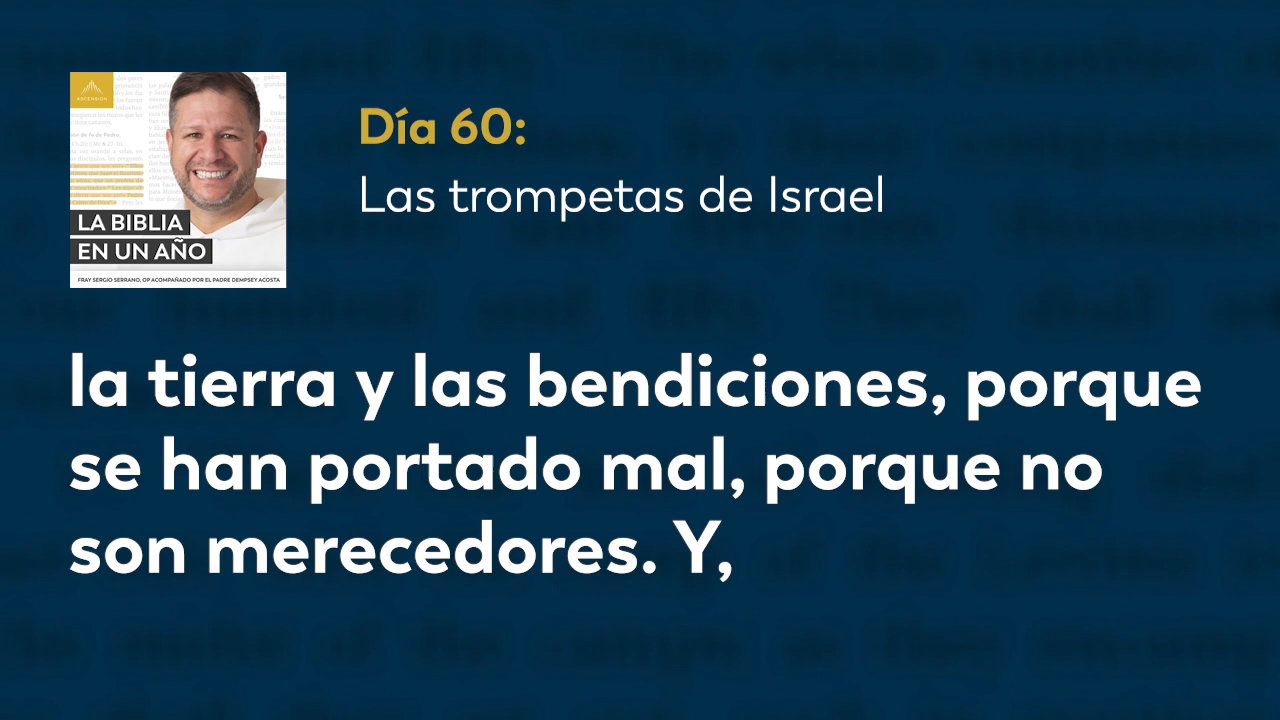 ASCENSION
LA BIBLIA
EN UN AÑO
FRAY SERGIO SERRANO, OP ACOMPAÑADO POR EL PADRE DEMPSEY ACOSTA
Día 60:
Las trompetas de Israel
la tierra y las bendiciones, porque
se han portado mal, porque no
son merecedores. Y,